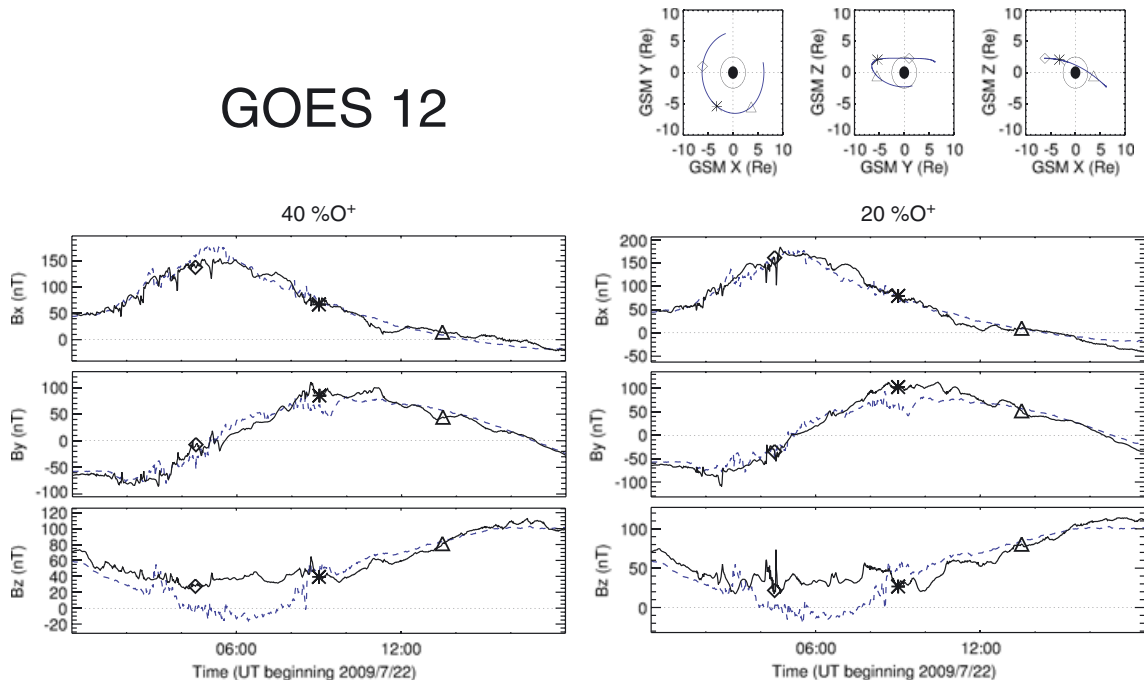 GOES 12
GSM Y (Re)
10
5
0
-5
-10
-10 -5 0 5 10
GSM X (Re)
GSM Z (Re)
10
5
0
-5
-10
-10 -5 0 5 10
GSM Y (Re)
GSM Z (Re)
10
5
0
-5
-10
-10 -5 0 5 10
GSM X (Re)
40 %O+
Bx (nT)
150
100
50
0
By (nT)
100
50
0
-50
-100
Bz (nT)
120
100
80
60
40
20
0
-20
06:00 12:00
Time (UT beginning 2009/7/22)
20 %O+
Bx (nT)
200
150
100
50
0
-50
By (nT)
100
50
0
-50
-100
Bz (nT)
100
50
0
06:00 12:00
Time (UT beginning 2009/7/22)